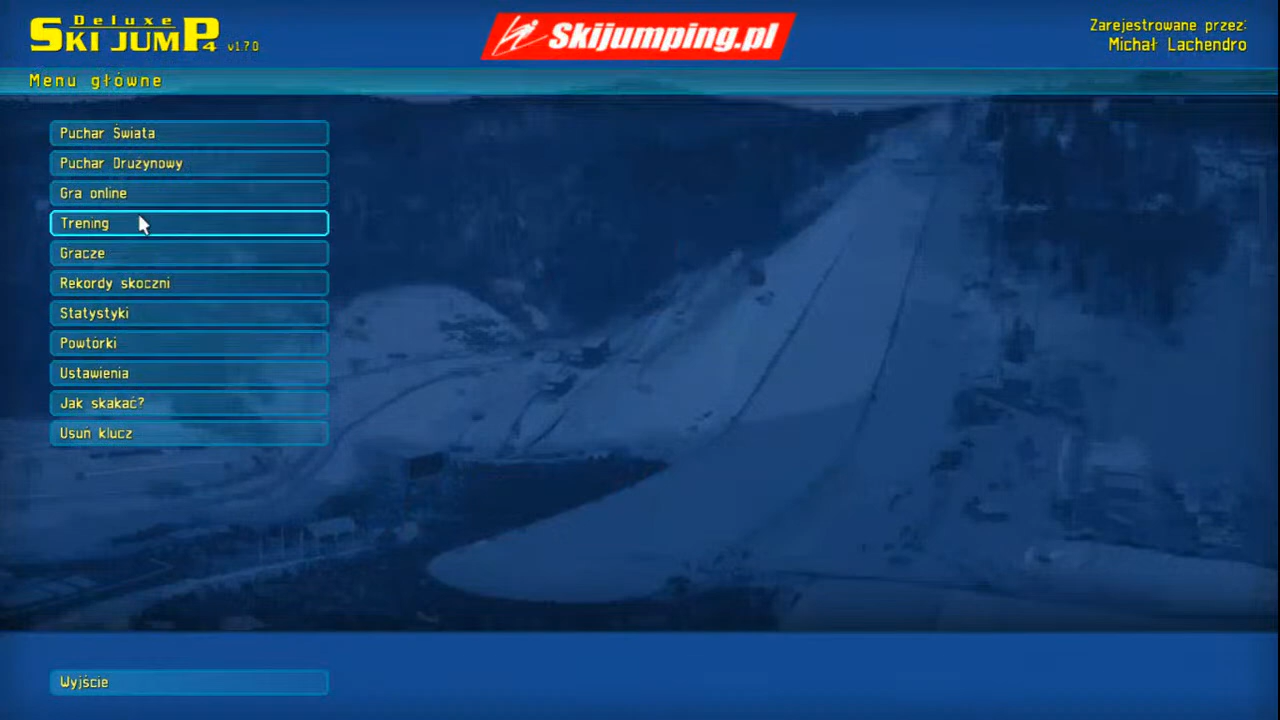 Deluxe
SKI JUMP 4 v1.7.0
Skijumping.pl
Zarejestrowane przez:
Michał Lachendro
Menu główne
Puchar Świata
Puchar Drużynowy
Gra online
Trening
Gracze
Rekordy skoczni
Statystyki
Powtórki
Ustawienia
Jak skakać?
Usuń klucz
Wyjście